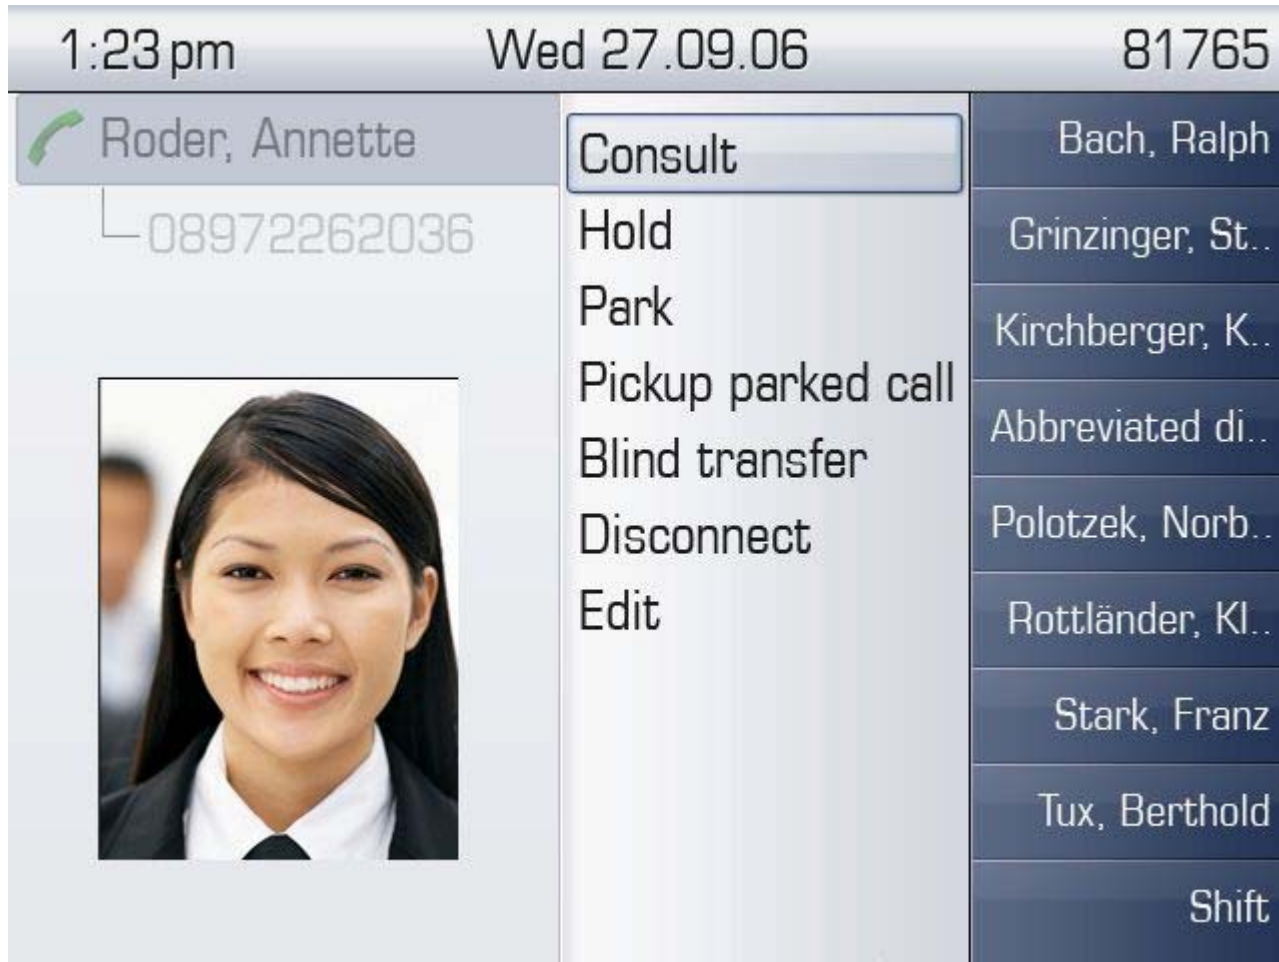 1:23 pm Wed 27.09.06 81765
Roder, Annette
08972262036
Consult
Hold
Park
Pickup parked call
Blind transfer
Disconnect
Edit
Bach, Ralph
Grinzinger, St..
Kirchberger, K..
Abbreviated di..
Polotzek, Norb..
Rottländer, Kl..
Stark, Franz
Tux, Berthold
Shift